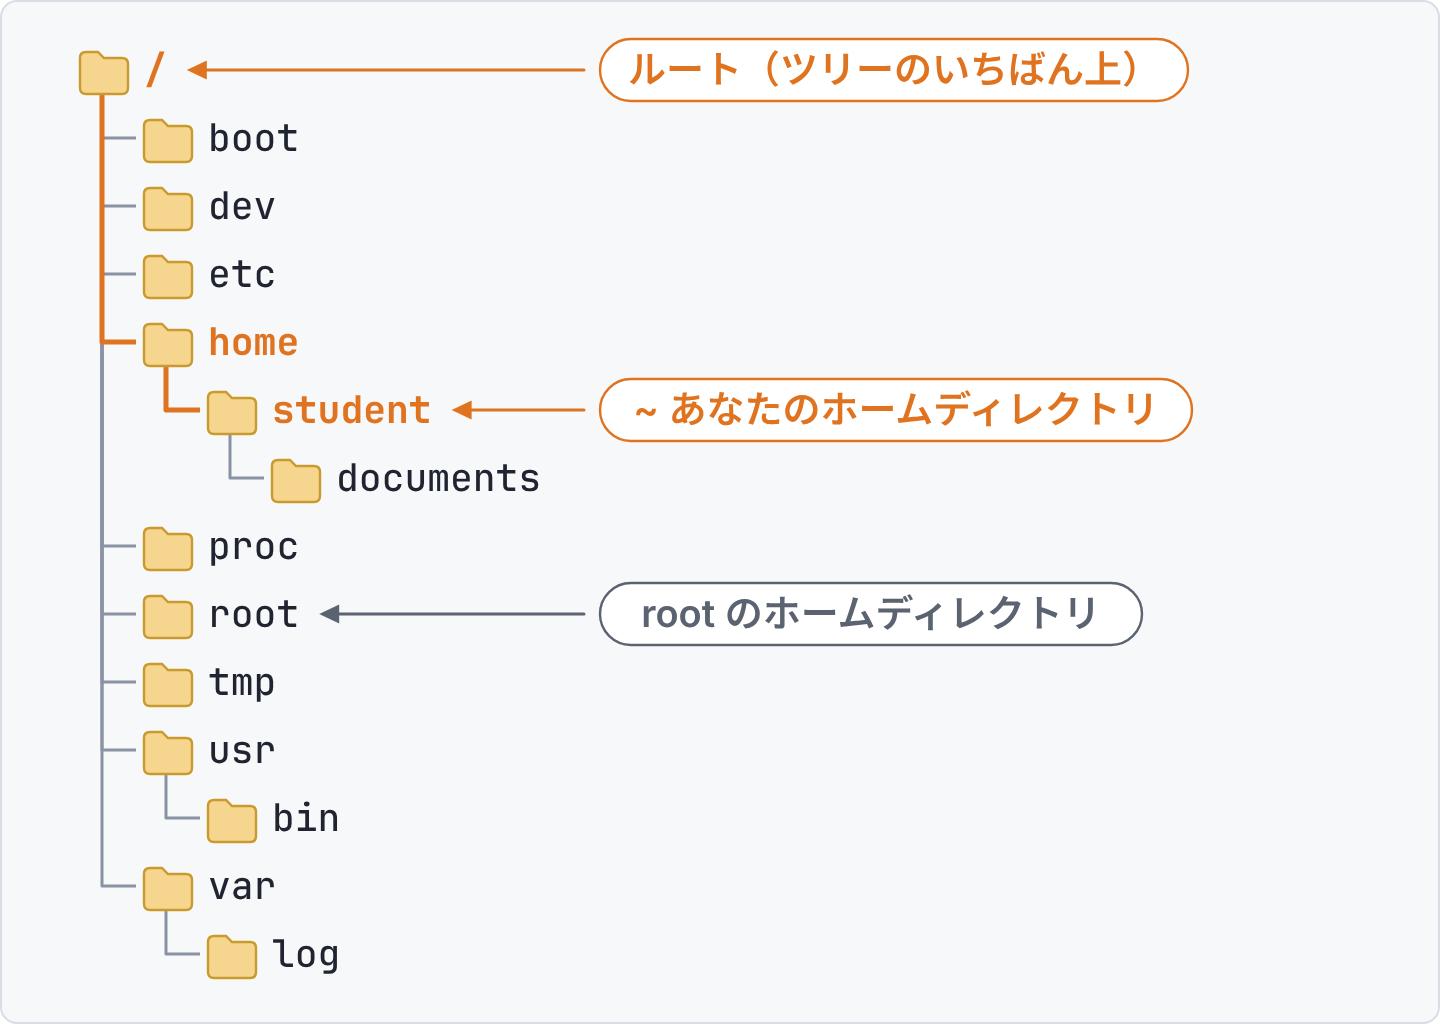 / ルート（ツリーのいちばん上）
boot
dev
etc
home
student ~ あなたのホームディレクトリ
documents
proc
root root のホームディレクトリ
tmp
usr
bin
var
log